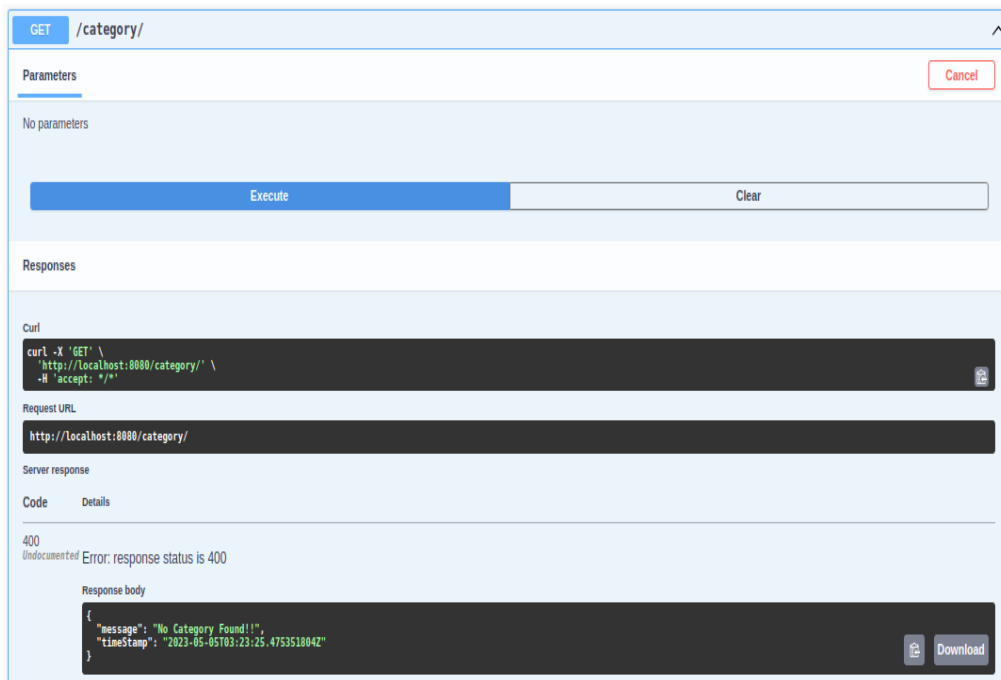 GET /category/
Parameters
Cancel
No parameters
Execute
Clear
Responses
Curl
curl -X 'GET' \
  'http://localhost:8080/category/' \
  -H 'accept: */*'
Request URL
http://localhost:8080/category/
Server response
Code Details
400
Undocumented Error: response status is 400
Response body
{
  "message": "No Category Found!!",
  "timeStamp": "2023-05-05T03:23:25.475351804Z"
}
Download